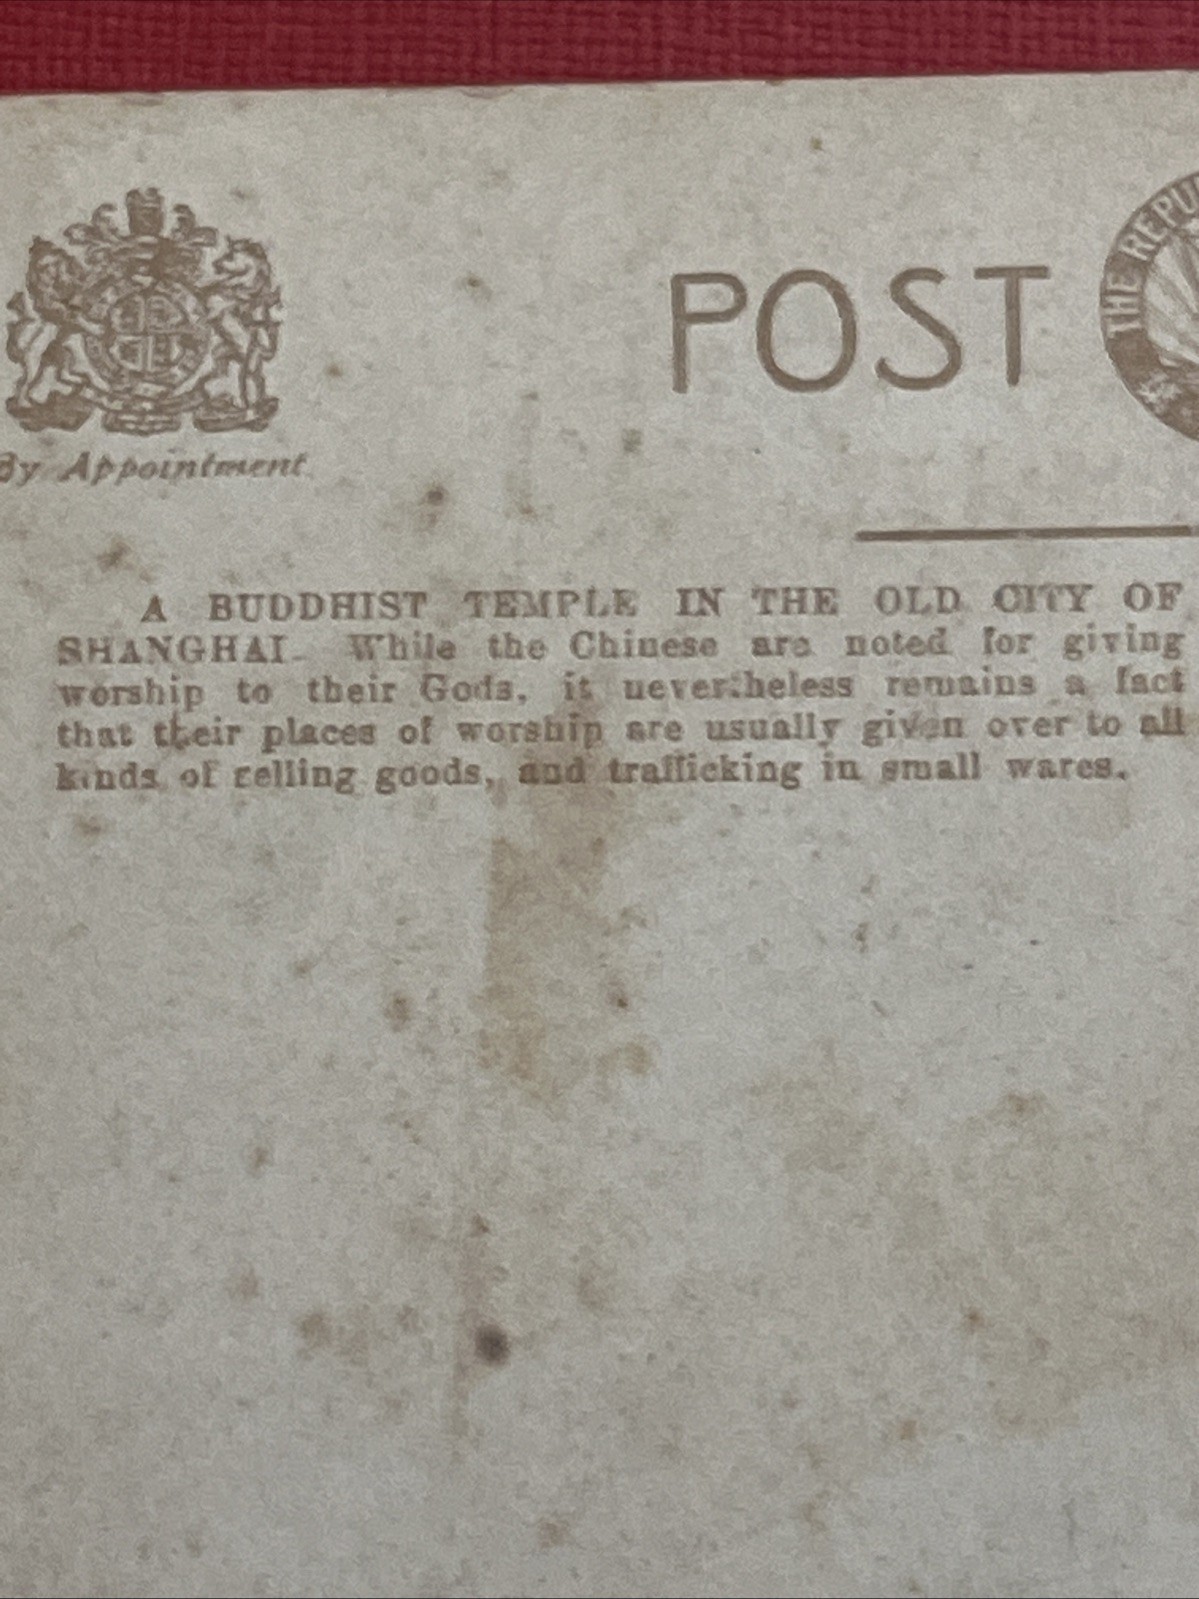 POST
THE REPU
By Appointment
A BUDDHIST TEMPLE IN THE OLD CITY OF
SHANGHAI. While the Chinese are noted for giving
worship to their Gods, it nevertheless remains a fact
that their places of worship are usually given over to all
kinds of selling goods, and trafficking in small wares.